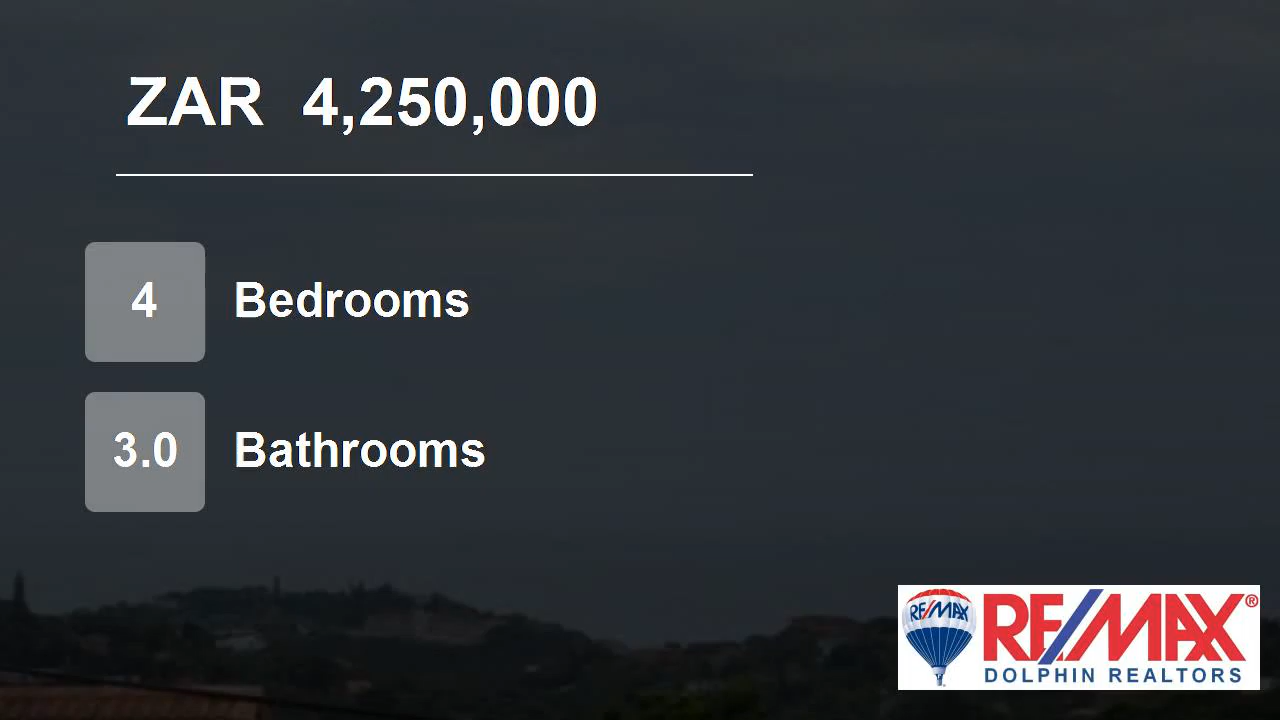 ZAR 4,250,000
4 Bedrooms
3.0 Bathrooms
RE/MAX
RE/MAX®
DOLPHIN REALTORS